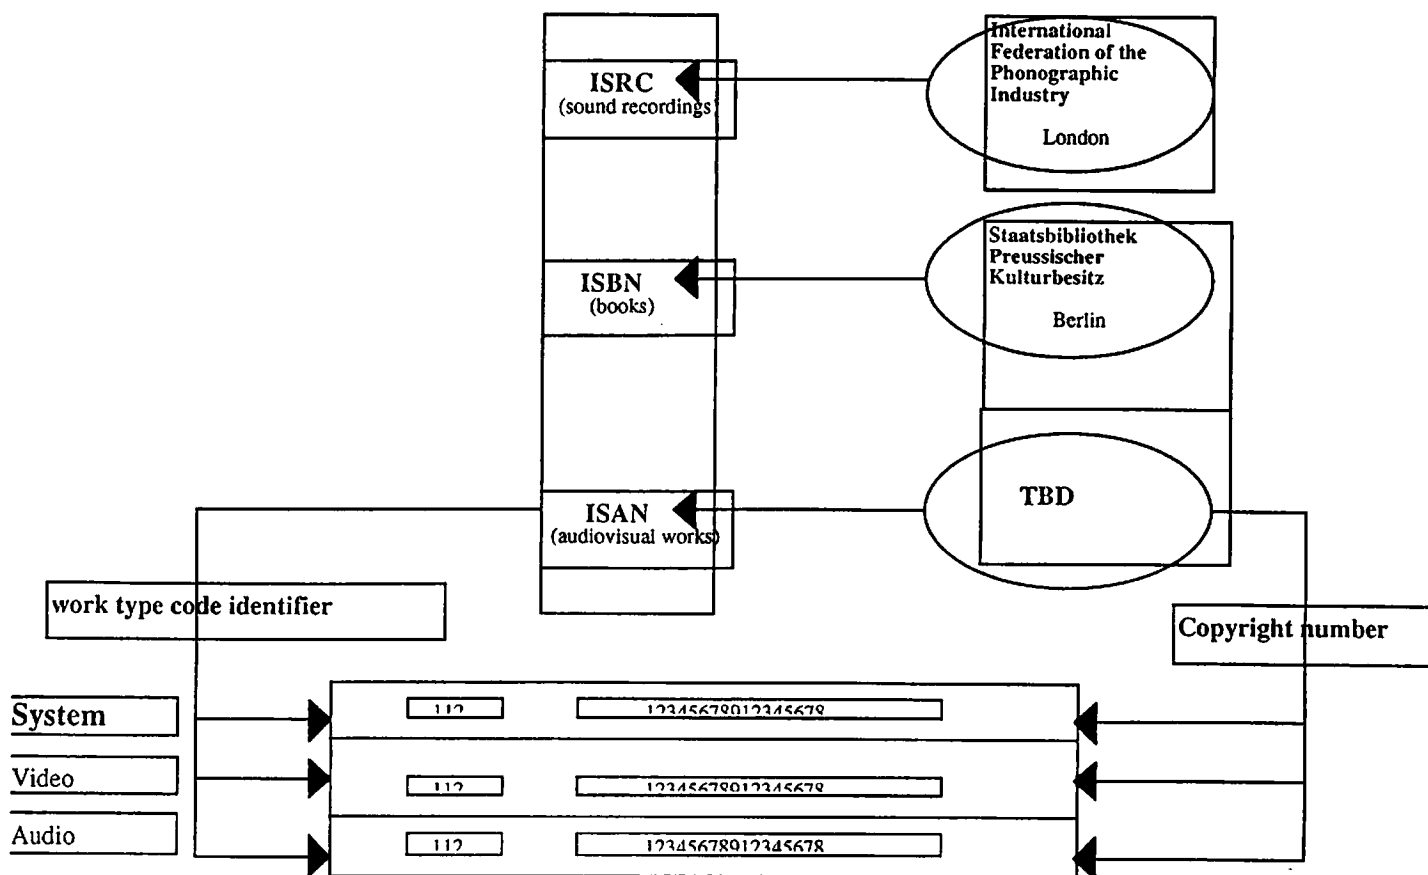 International
Federation of the
Phonographic
Industry
London
ISRC
(sound recordings)
Staatsbibliothek
Preussischer
Kulturbesitz
Berlin
ISBN
(books)
TBD
ISAN
(audiovisual works)
work type code identifier
Copyright number
System
112
12345678912345678
Video
112
12345678912345678
Audio
112
12345678912345678